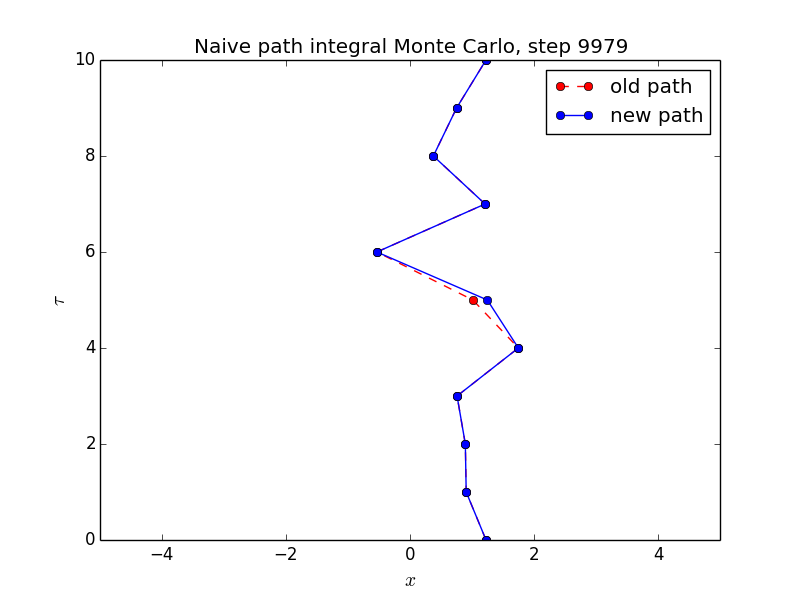 Naive path integral Monte Carlo, step 9979
old path
new path
10
8
6
4
2
0
τ
−4
−2
0
2
4
x